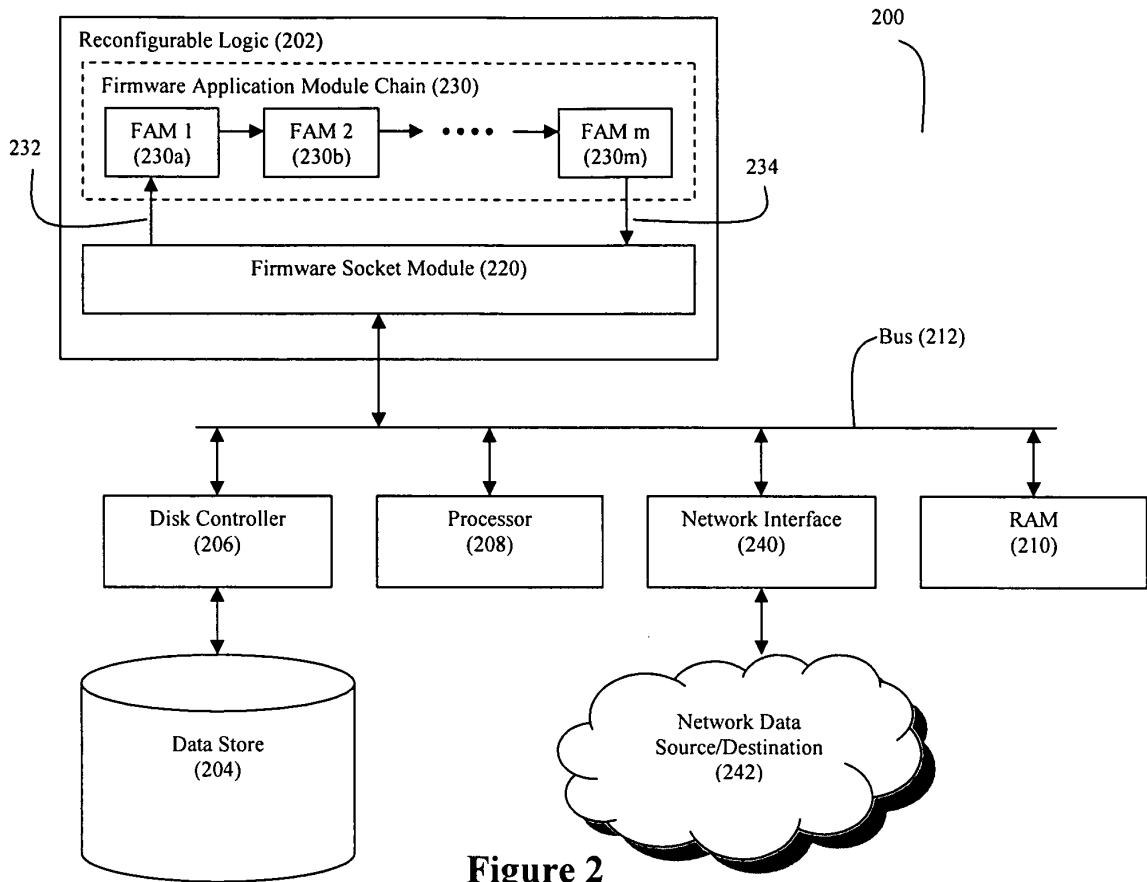 200
Reconfigurable Logic (202)
Firmware Application Module Chain (230)
FAM 1
(230a)
FAM 2
(230b)
FAM m
(230m)
232
234
Firmware Socket Module (220)
Bus (212)
Disk Controller
(206)
Processor
(208)
Network Interface
(240)
RAM
(210)
Data Store
(204)
Network Data
Source/Destination
(242)
Figure 2